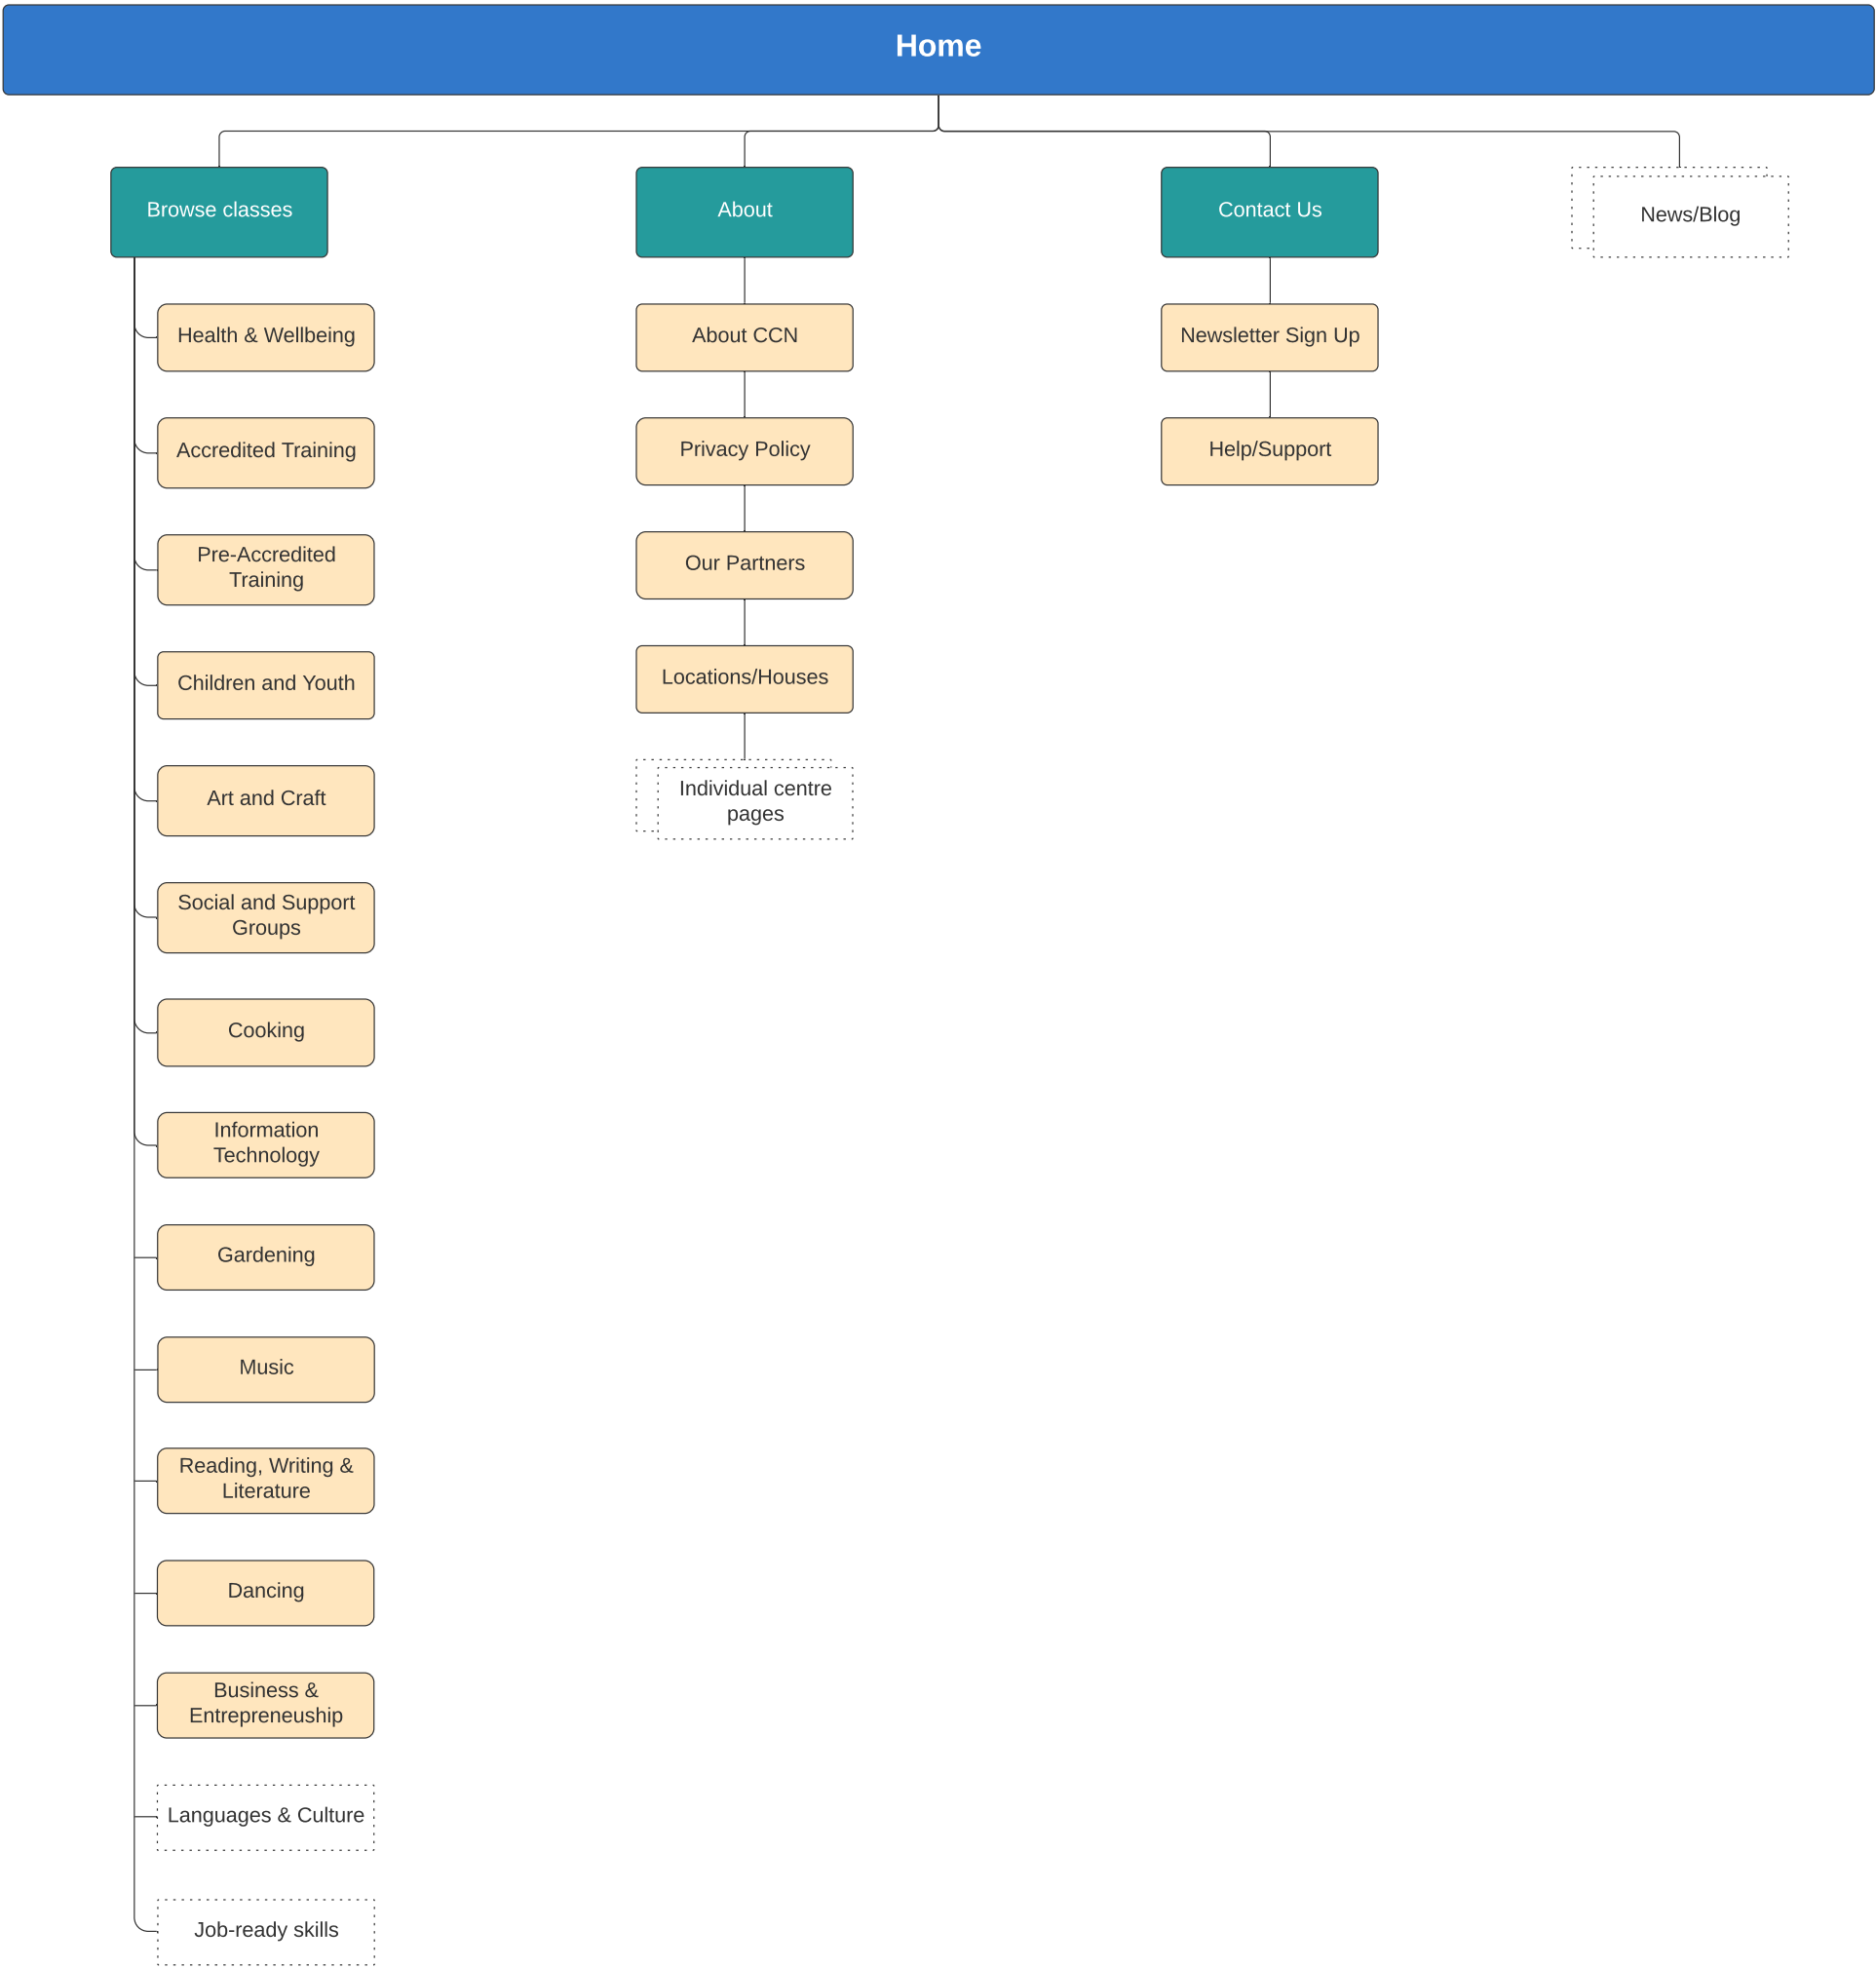 Home
Browse classes
About
Contact Us
News/Blog
Health & Wellbeing
Accredited Training
Pre-Accredited
Training
Children and Youth
Art and Craft
Social and Support
Groups
Cooking
Information
Technology
Gardening
Music
Reading, Writing &
Literature
Dancing
Business &
Entrepreneuship
Languages & Culture
Job-ready skills
About CCN
Privacy Policy
Our Partners
Locations/Houses
Individual centre
pages
Newsletter Sign Up
Help/Support